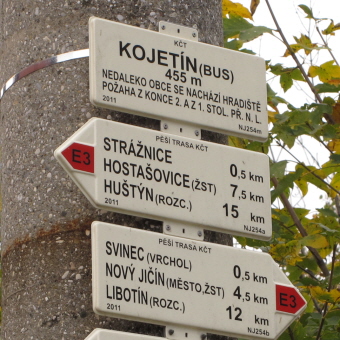 KČT
KOJETÍN (BUS)
455 m
NEDALEKO OBCE SE NACHÁZÍ HRADIŠTĚ
POŽAHA Z KONCE 2. A Z 1. STOL. PŘ. N. L.
2011 NJ254m
PĚŠÍ TRASA KČT
E3
STRÁŽNICE 0,5 km
HOSTAŠOVICE (ŽST) 7,5 km
HUŠTÝN (ROZC.) 15 km
2011 NJ254a
PĚŠÍ TRASA KČT
SVINEC (VRCHOL) 0,5 km
NOVÝ JIČÍN (MĚSTO,ŽST) 4,5 km
E3
LIBOTÍN (ROZC.) 12 km
2011 NJ254b